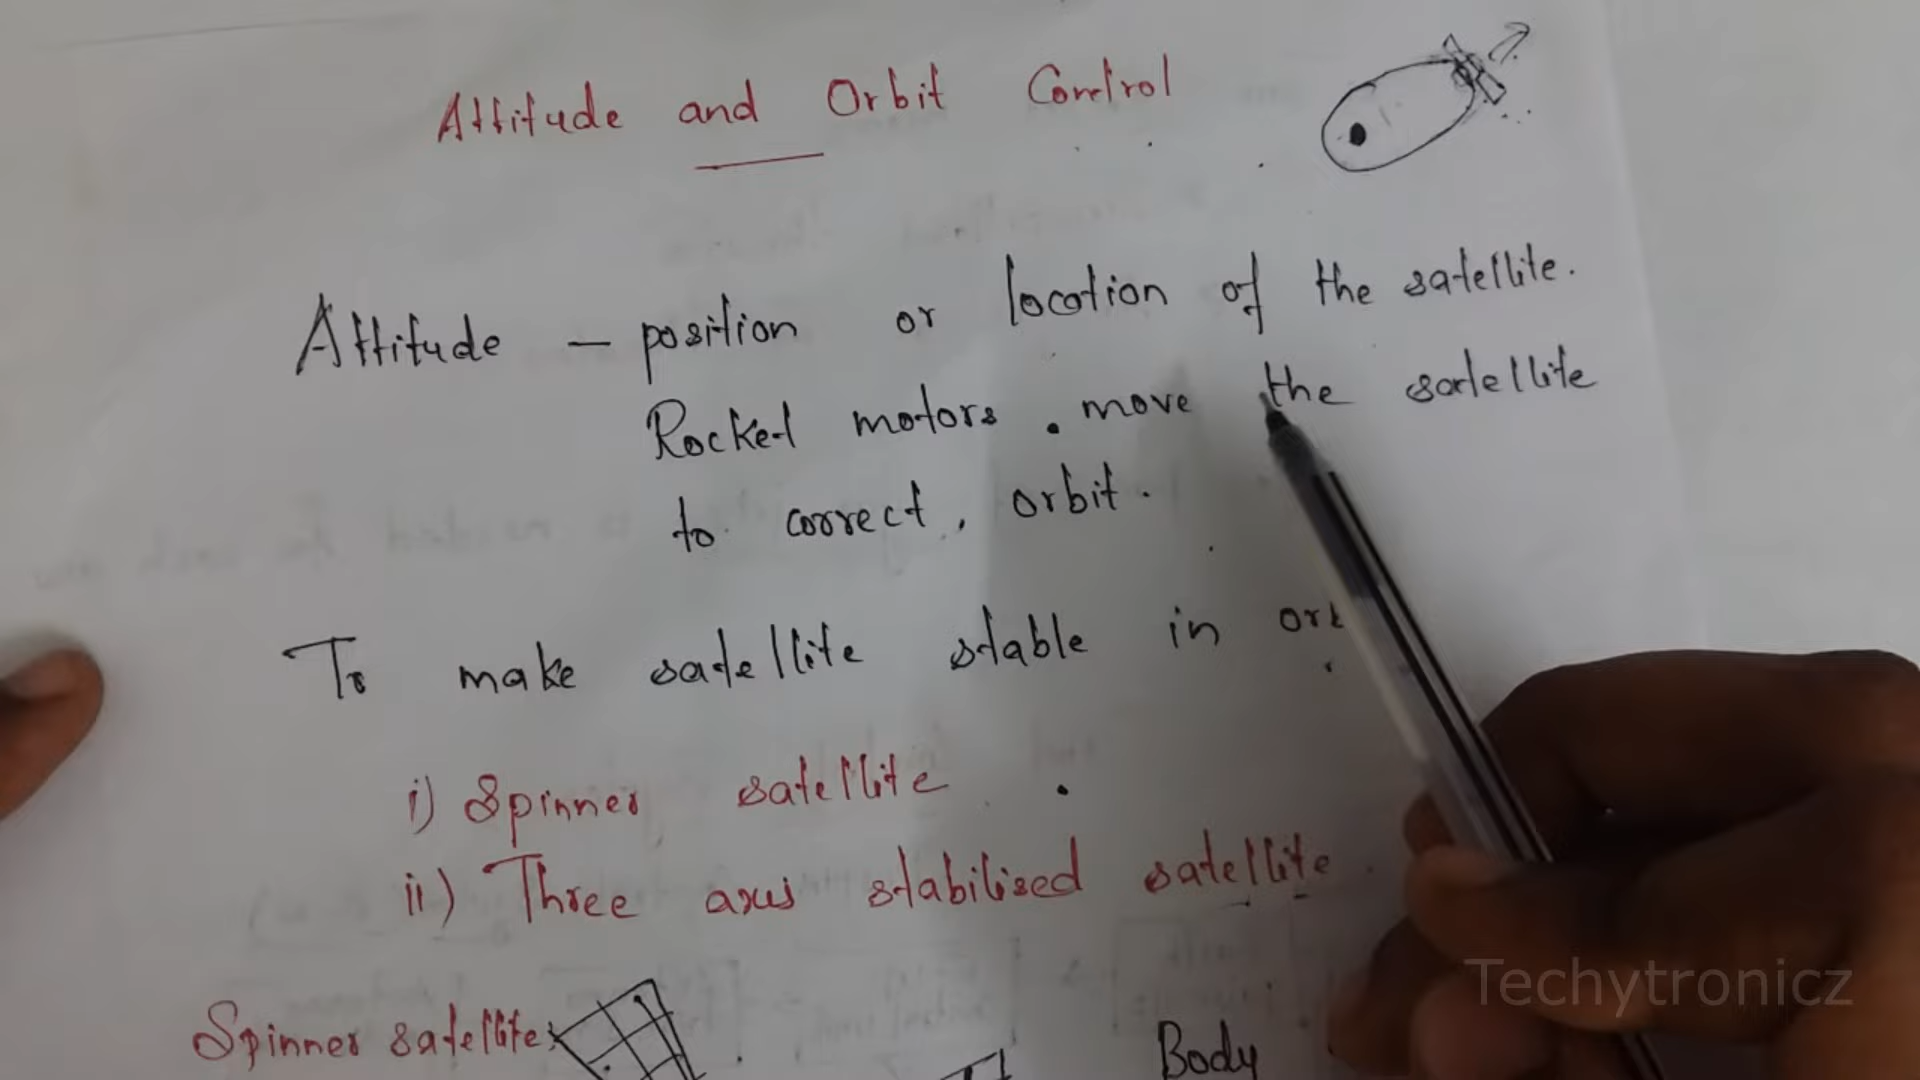 Attitude and Orbit Control
Attitude – position or location of the satellite.
Rocket motors move the satellite
to correct orbit.
To make satellite stable in
i) Spinner satellite
ii) Three axis stabilised satellite
Spinner satellite:
Body
Techytronicz